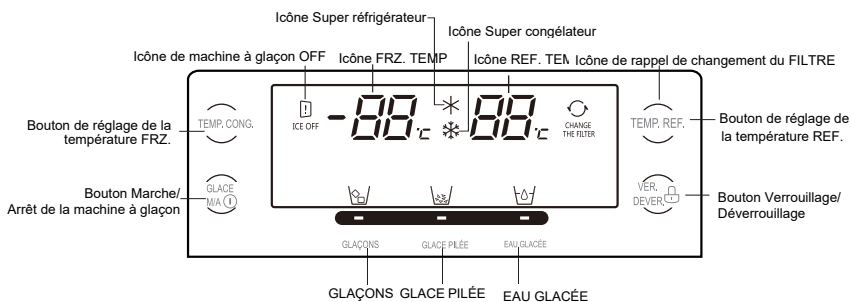 Icône Super réfrigérateur
Icône Super congélateur
Icône de machine à glaçon OFF
Icône FRZ. TEMP
Icône REF. TEM
Icône de rappel de changement du FILTRE
TEMP. CONG.
ICE OFF
-88 °C
88 °C
CHANGE
THE FILTER
TEMP. REF.
Bouton de réglage de la
température FRZ.
Bouton de réglage de
la température REF.
Bouton Marche/
Arrêt de la machine à glaçon
GLACE
M/A
VER.
DEVER.
Bouton Verrouillage/
Déverrouillage
GLAÇONS
GLACE PILÉE
EAU GLACÉE
GLAÇONS
GLACE PILÉE
EAU GLACÉE